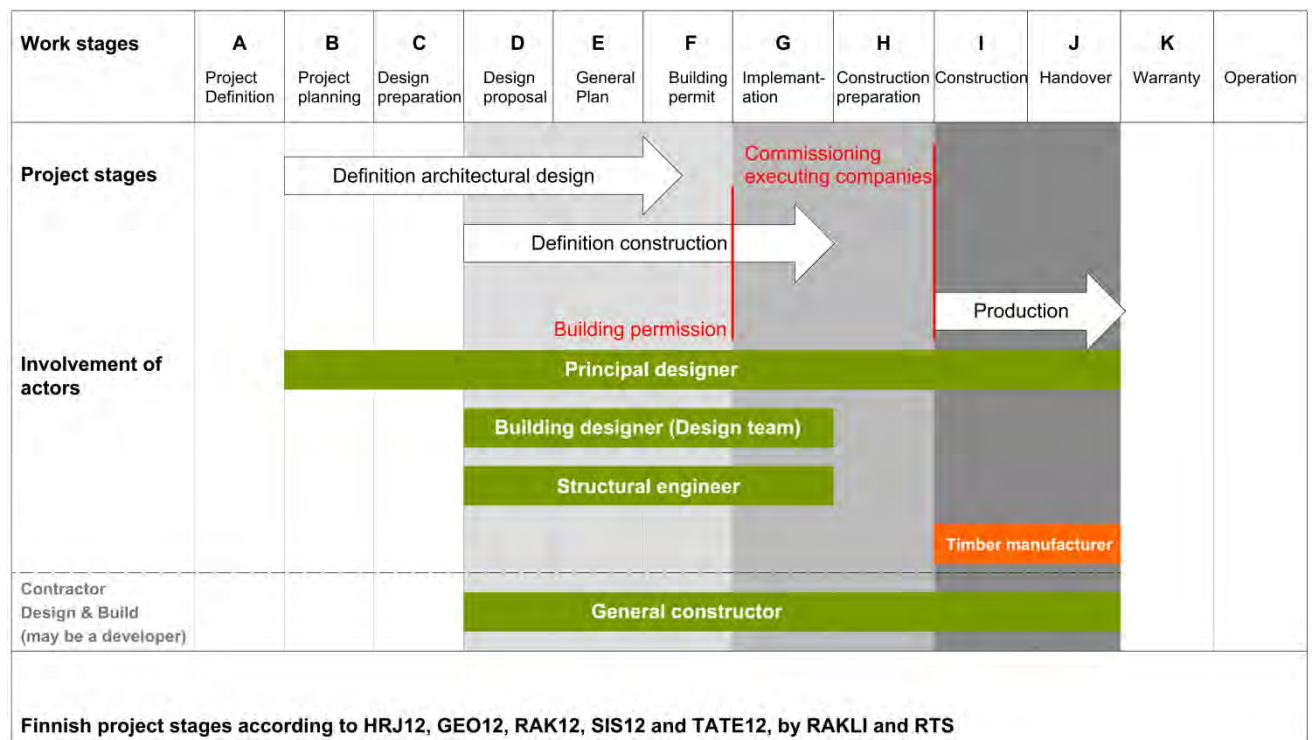 Work stages
A
B
C
D
E
F
G
H
I
J
K
Project
Definition
Project
planning
Design
preparation
Design
proposal
General
Plan
Building
permit
Implemant-
ation
Construction
preparation
Construction
Handover
Warranty
Operation
Project stages
Definition architectural design
Commissioning
executing companies
Definition construction
Building permission
Production
Involvement of
actors
Principal designer
Building designer (Design team)
Structural engineer
Timber manufacturer
Contractor
Design & Build
(may be a developer)
General constructor
Finnish project stages according to HRJ12, GEO12, RAK12, SIS12 and TATE12, by RAKLI and RTS